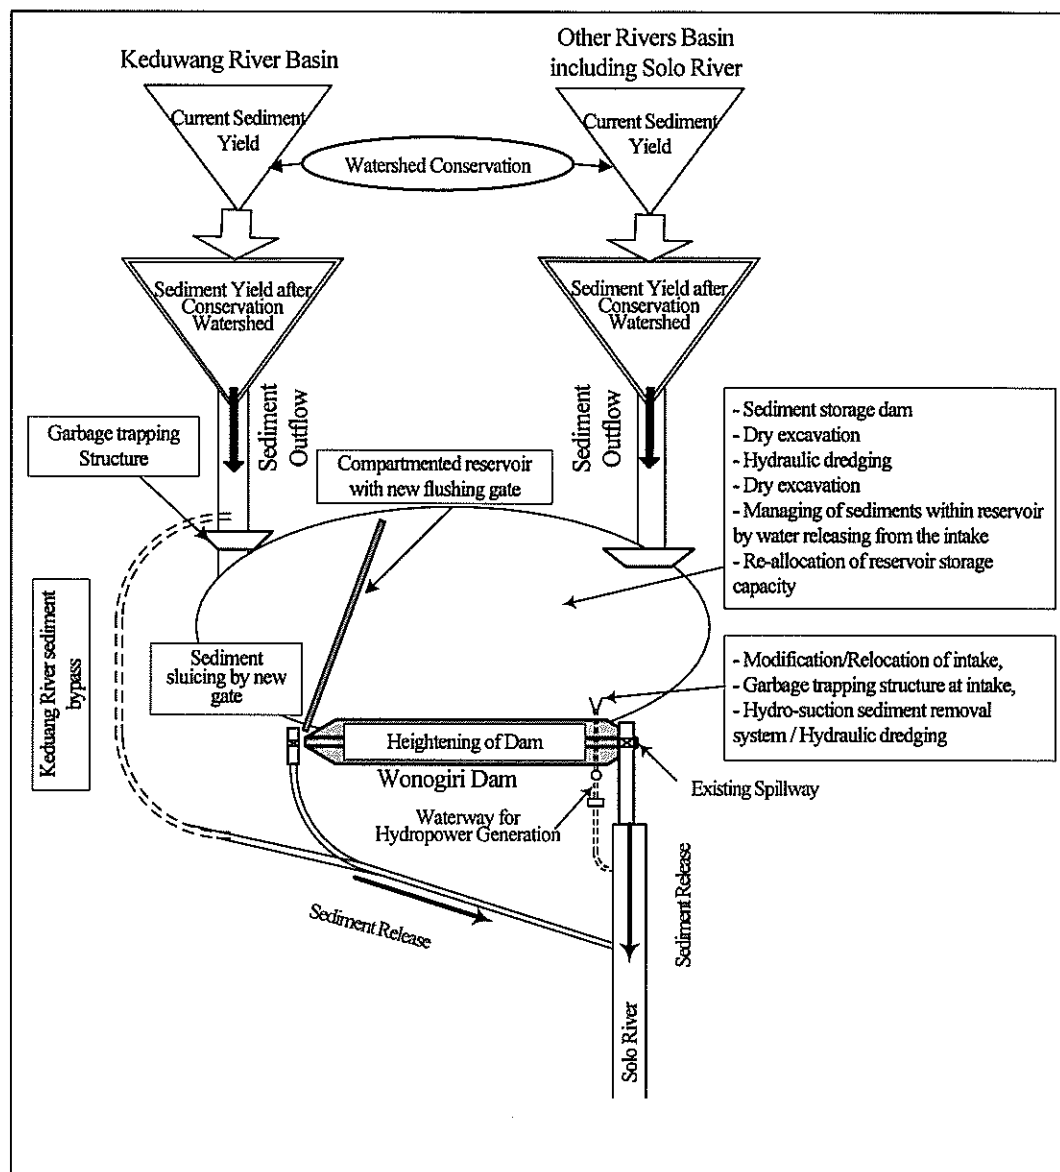 Keduwang River Basin
Other Rivers Basin
including Solo River
Current Sediment
Yield
Current Sediment
Yield
Watershed Conservation
Sediment Yield after
Conservation
Watershed
Sediment Yield after
Conservation
Watershed
Sediment
Outflow
Sediment
Outflow
Garbage trapping
Structure
Compartmented reservoir
with new flushing gate
- Sediment storage dam
- Dry excavation
- Hydraulic dredging
- Dry excavation
- Managing of sediments within reservoir
by water releasing from the intake
- Re-allocation of reservoir storage
capacity
Keduang River sediment
bypass
Sediment
sluicing by new
gate
- Modification/Relocation of intake,
- Garbage trapping structure at intake,
- Hydro-suction sediment removal
system / Hydraulic dredging
Heightening of Dam
Wonogiri Dam
Existing Spillway
Waterway for
Hydropower Generation
Sediment Release
Sediment Release
Solo River